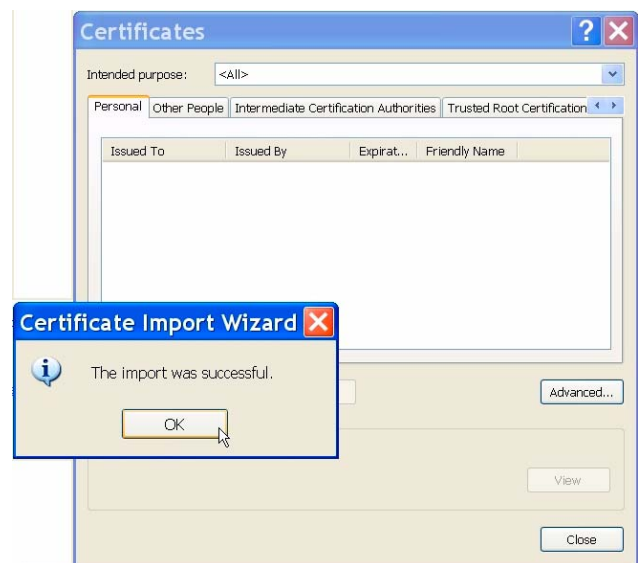 Certificates
Intended purpose: <All>
Personal Other People Intermediate Certification Authorities Trusted Root Certification
Issued To Issued By Expirat... Friendly Name
Certificate Import Wizard
The import was successful.
OK
Advanced...
View
Close